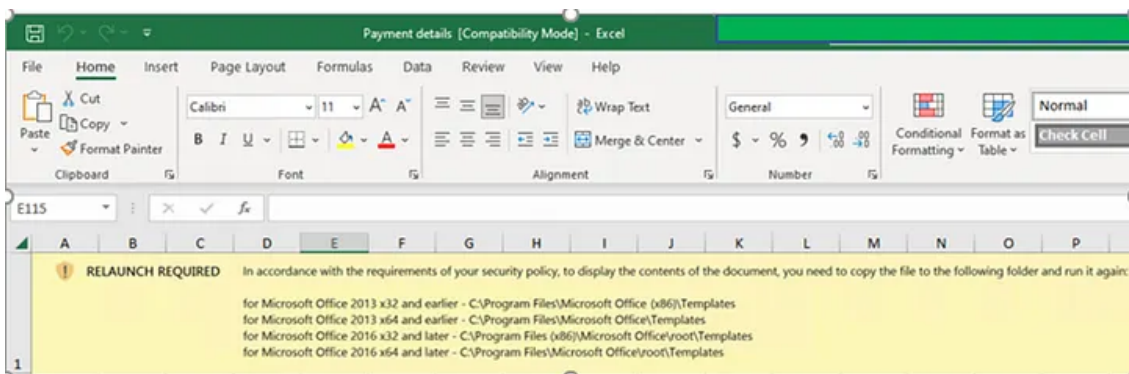 Payment details [Compatibility Mode] - Excel
File Home Insert Page Layout Formulas Data Review View Help
Cut
Copy
Format Painter
Paste
Calibri 11 A^ A˅
B I U A
Wrap Text
Merge & Center
General
$ % , .00 .00
Conditional Formatting
Format as Table
Normal
Check Cell
Clipboard Font Alignment Number
E115 fx
A B C D E F G H I J K L M N O P
RELAUNCH REQUIRED In accordance with the requirements of your security policy, to display the contents of the document, you need to copy the file to the following folder and run it again:
for Microsoft Office 2013 x32 and earlier - C:\Program Files\Microsoft Office (x86)\Templates
for Microsoft Office 2013 x64 and earlier - C:\Program Files\Microsoft Office\Templates
for Microsoft Office 2016 x32 and later - C:\Program Files (x86)\Microsoft Office\root\Templates
for Microsoft Office 2016 x64 and later - C:\Program Files\Microsoft Office\root\Templates
1